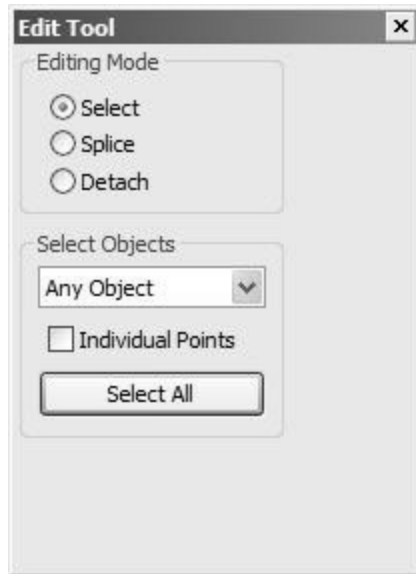 Edit Tool
Editing Mode
Select
Splice
Detach
Select Objects
Any Object
Individual Points
Select All